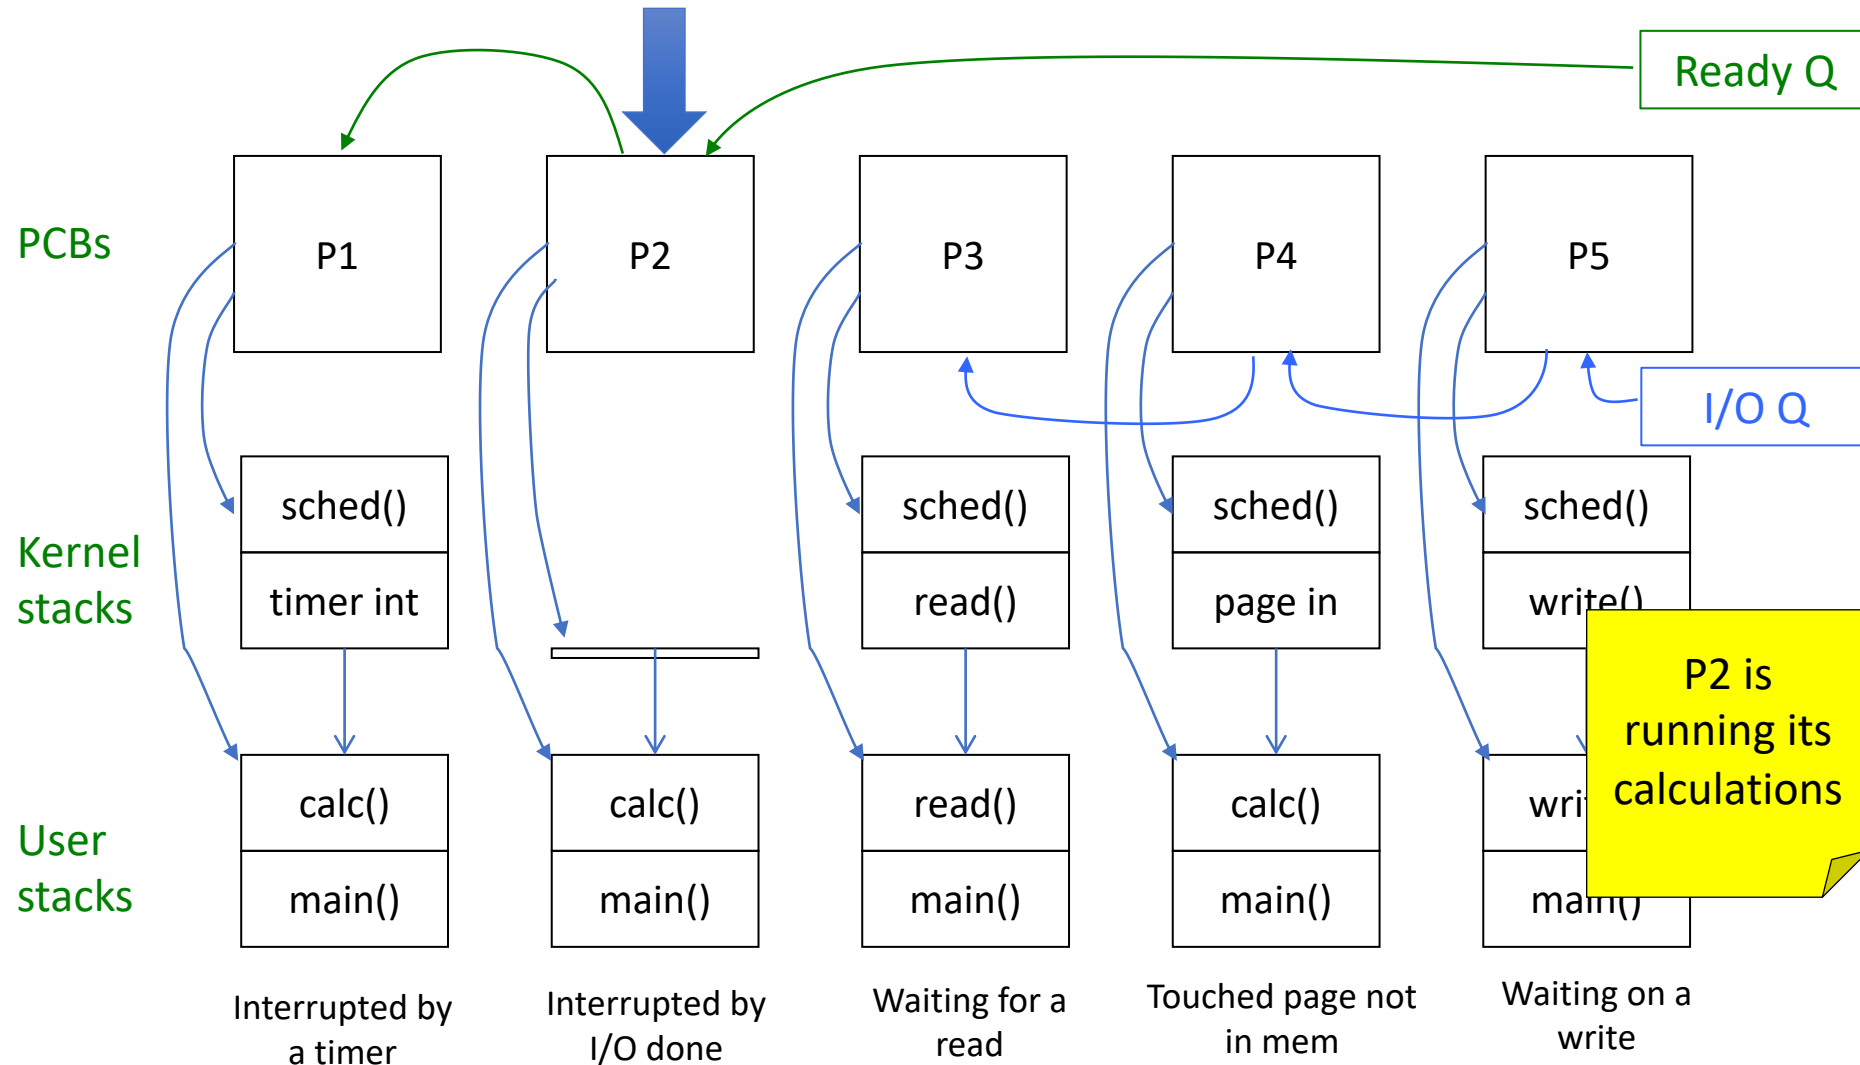 Ready Q
PCBs
P1
P2
P3
P4
P5
I/O Q
Kernel
stacks
sched()
timer int
sched()
read()
sched()
page in
sched()
write()
P2 is
running its
calculations
User
stacks
calc()
main()
calc()
main()
read()
main()
calc()
main()
main()
Interrupted by
a timer
Interrupted by
I/O done
Waiting for a
read
Touched page not
in mem
Waiting on a
write